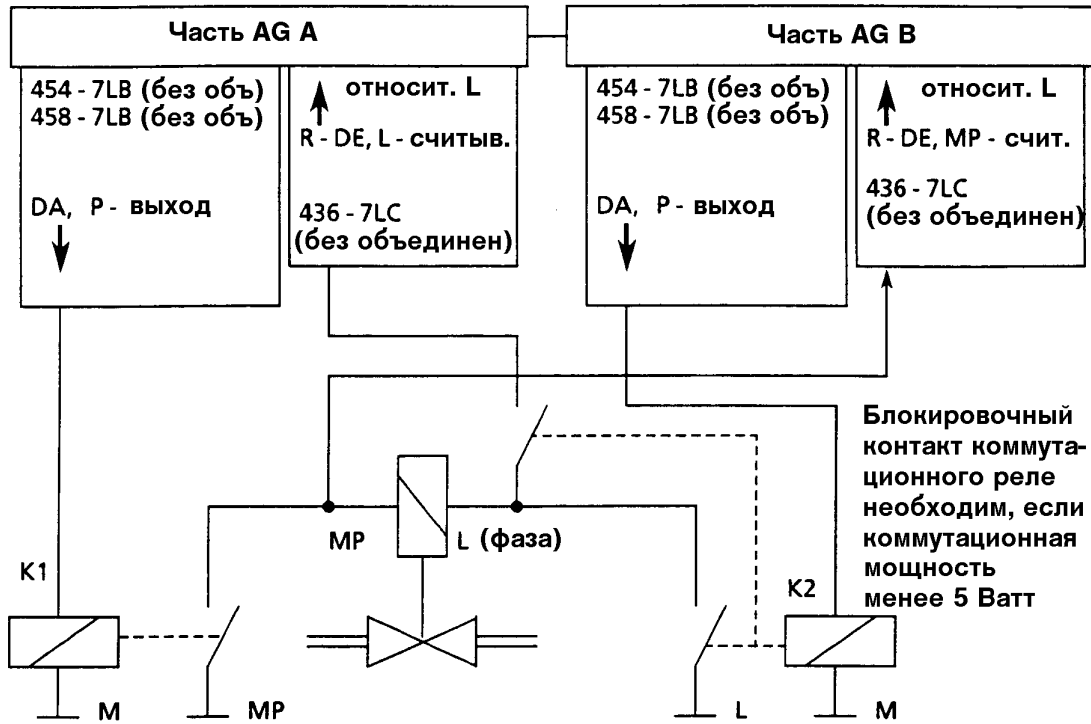 Часть AG A
454 - 7LB (без объ)
458 - 7LB (без объ)
DA, P - выход
относит. L
R - DE, L - считыв.
436 - 7LC
(без объединен)
Часть AG B
454 - 7LB (без объ)
458 - 7LB (без объ)
DA, P - выход
относит. L
R - DE, MP - счит.
436 - 7LC
(без объединен)
Блокировочный
контакт коммута-
ционного реле
необходим, если
коммутационная
мощность
менее 5 Ватт
MP
L (фаза)
K1
K2
M
MP
L
M